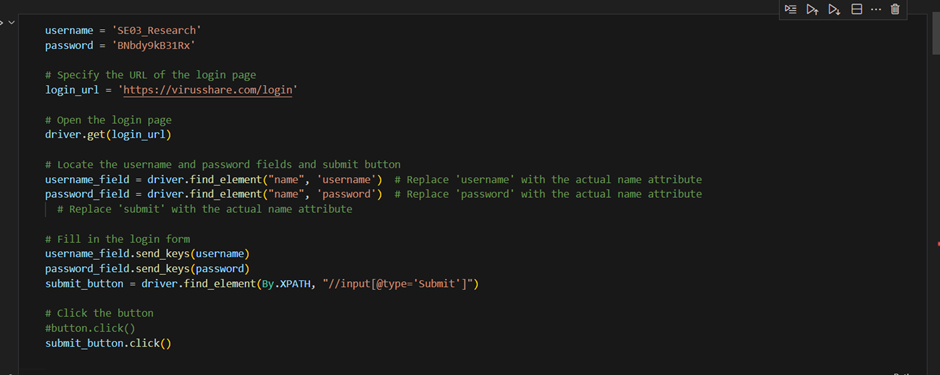 username = 'SE03_Research'
password = 'BNbdy9kB31Rx'
# Specify the URL of the login page
login_url = 'https://virusshare.com/login'
# Open the login page
driver.get(login_url)
# Locate the username and password fields and submit button
username_field = driver.find_element("name", 'username')  # Replace 'username' with the actual name attribute
password_field = driver.find_element("name", 'password')  # Replace 'password' with the actual name attribute
# Replace 'submit' with the actual name attribute
# Fill in the login form
username_field.send_keys(username)
password_field.send_keys(password)
submit_button = driver.find_element(By.XPATH, "//input[@type='Submit']")
# Click the button
#button.click()
submit_button.click()